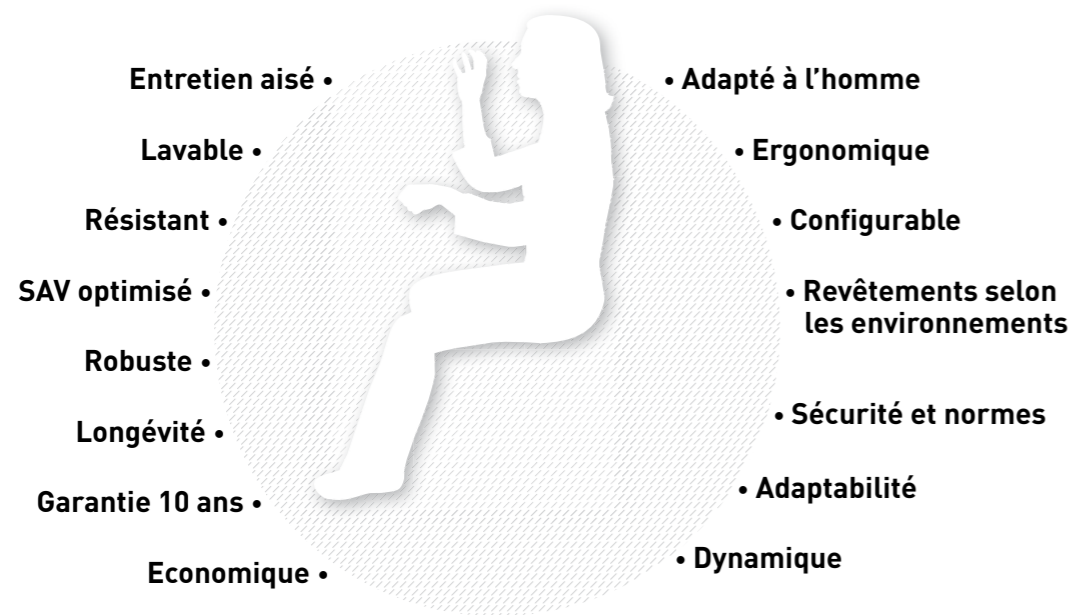 Entretien aisé •
Lavable •
Résistant •
SAV optimisé •
Robuste •
Longévité •
Garantie 10 ans •
Economique •
• Adapté à l’homme
• Ergonomique
• Configurable
• Revêtements selon
les environnements
• Sécurité et normes
• Adaptabilité
• Dynamique